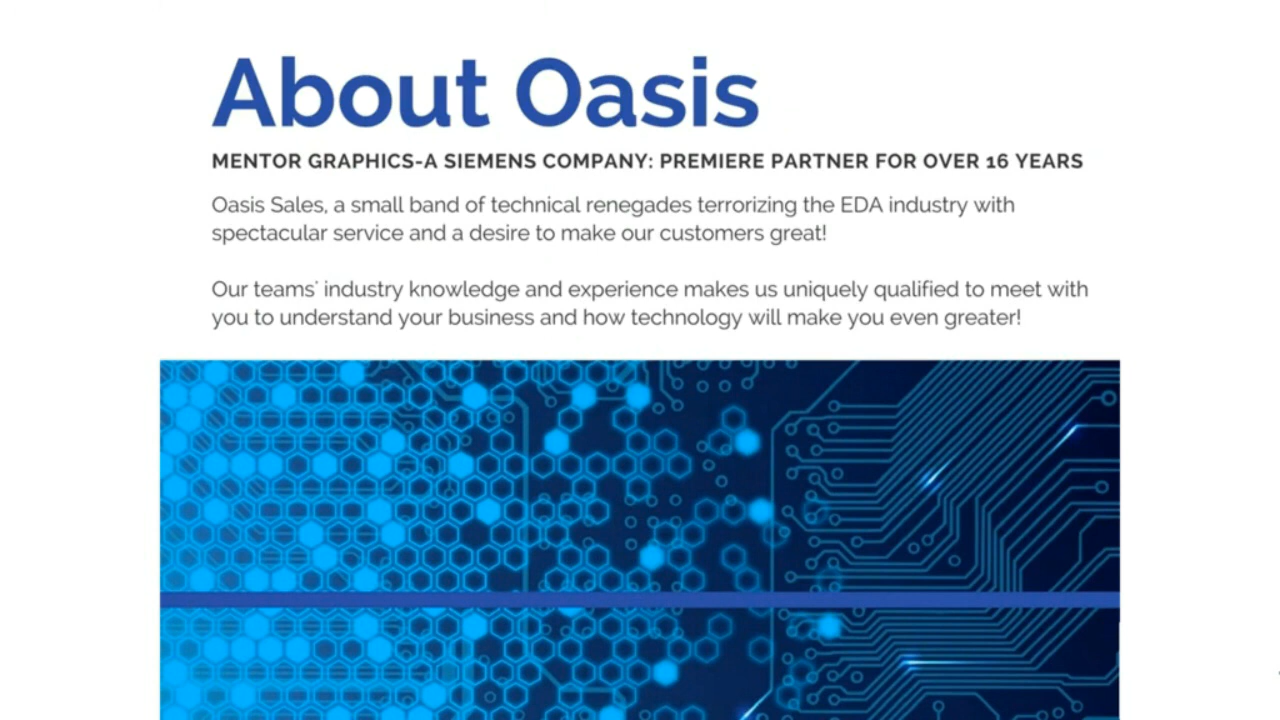 About Oasis
MENTOR GRAPHICS-A SIEMENS COMPANY: PREMIERE PARTNER FOR OVER 16 YEARS
Oasis Sales, a small band of technical renegades terrorizing the EDA industry with
spectacular service and a desire to make our customers great!
Our teams' industry knowledge and experience makes us uniquely qualified to meet with
you to understand your business and how technology will make you even greater!